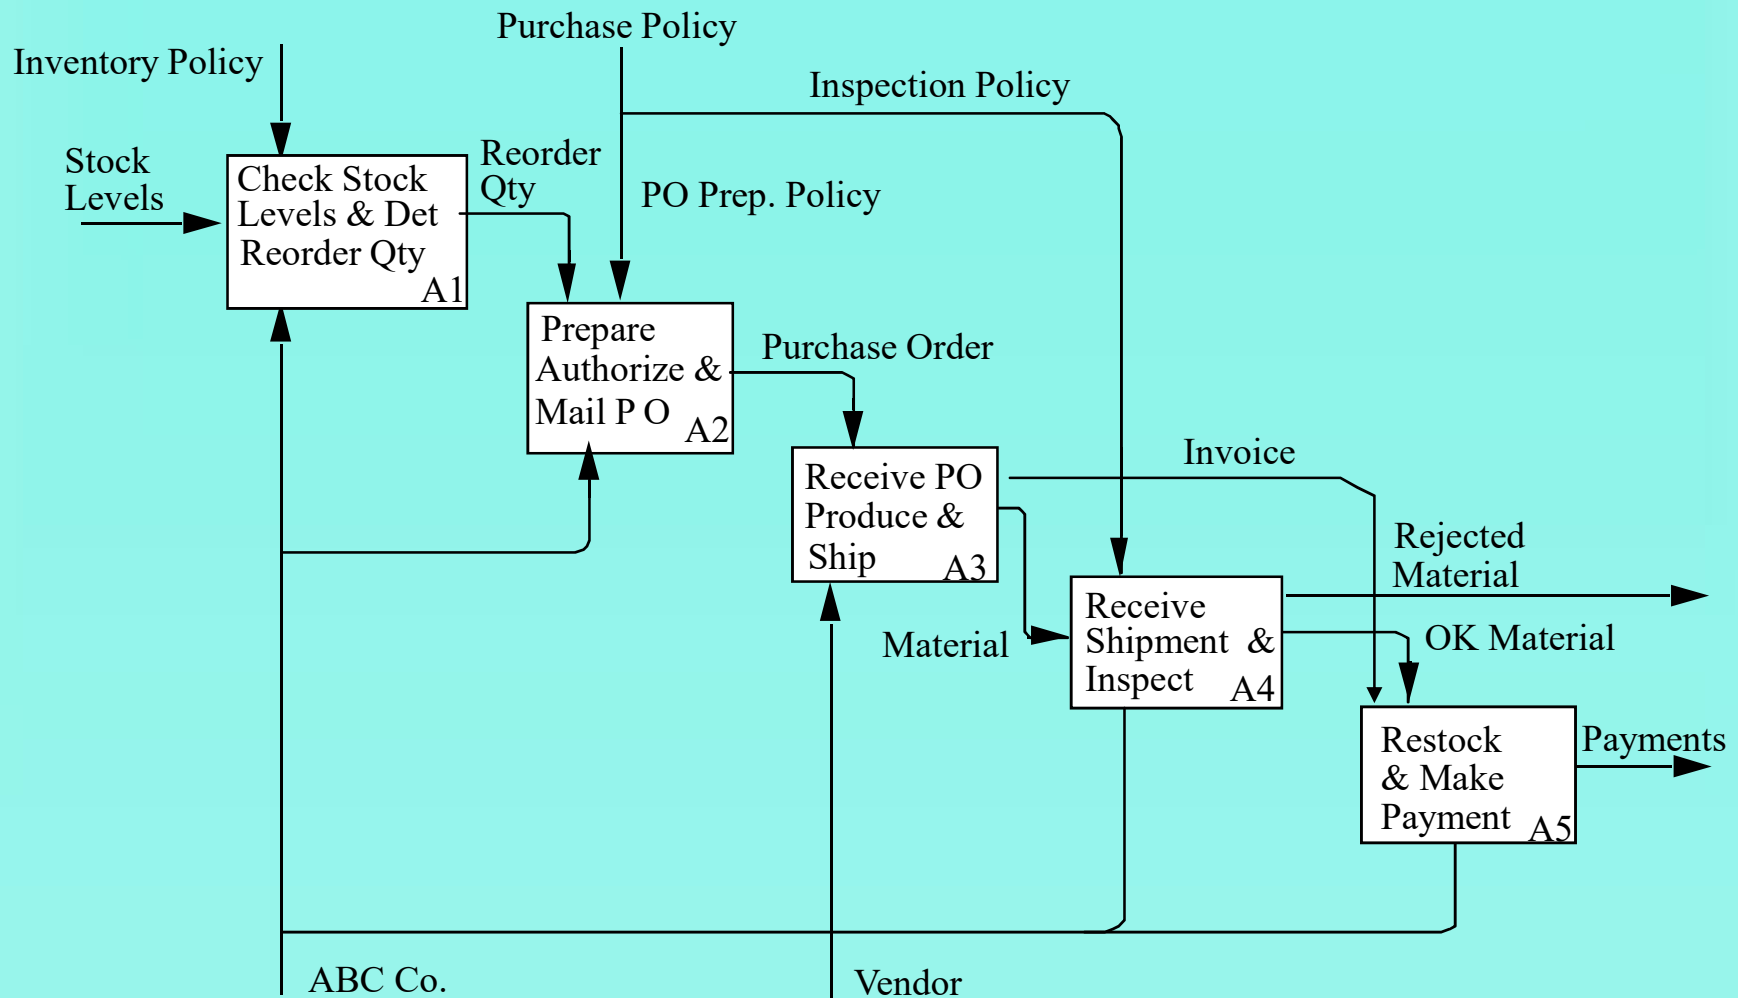 Purchase Policy
Inventory Policy
Inspection Policy
Stock
Levels
Check Stock
Levels & Det
Reorder Qty
A1
Reorder
Qty
PO Prep. Policy
Prepare
Authorize &
Mail P O
A2
Purchase Order
Receive PO
Produce &
Ship
A3
Invoice
Rejected
Material
Material
Receive
Shipment &
Inspect
A4
OK Material
Restock
& Make
Payment
A5
Payments
ABC Co.
Vendor